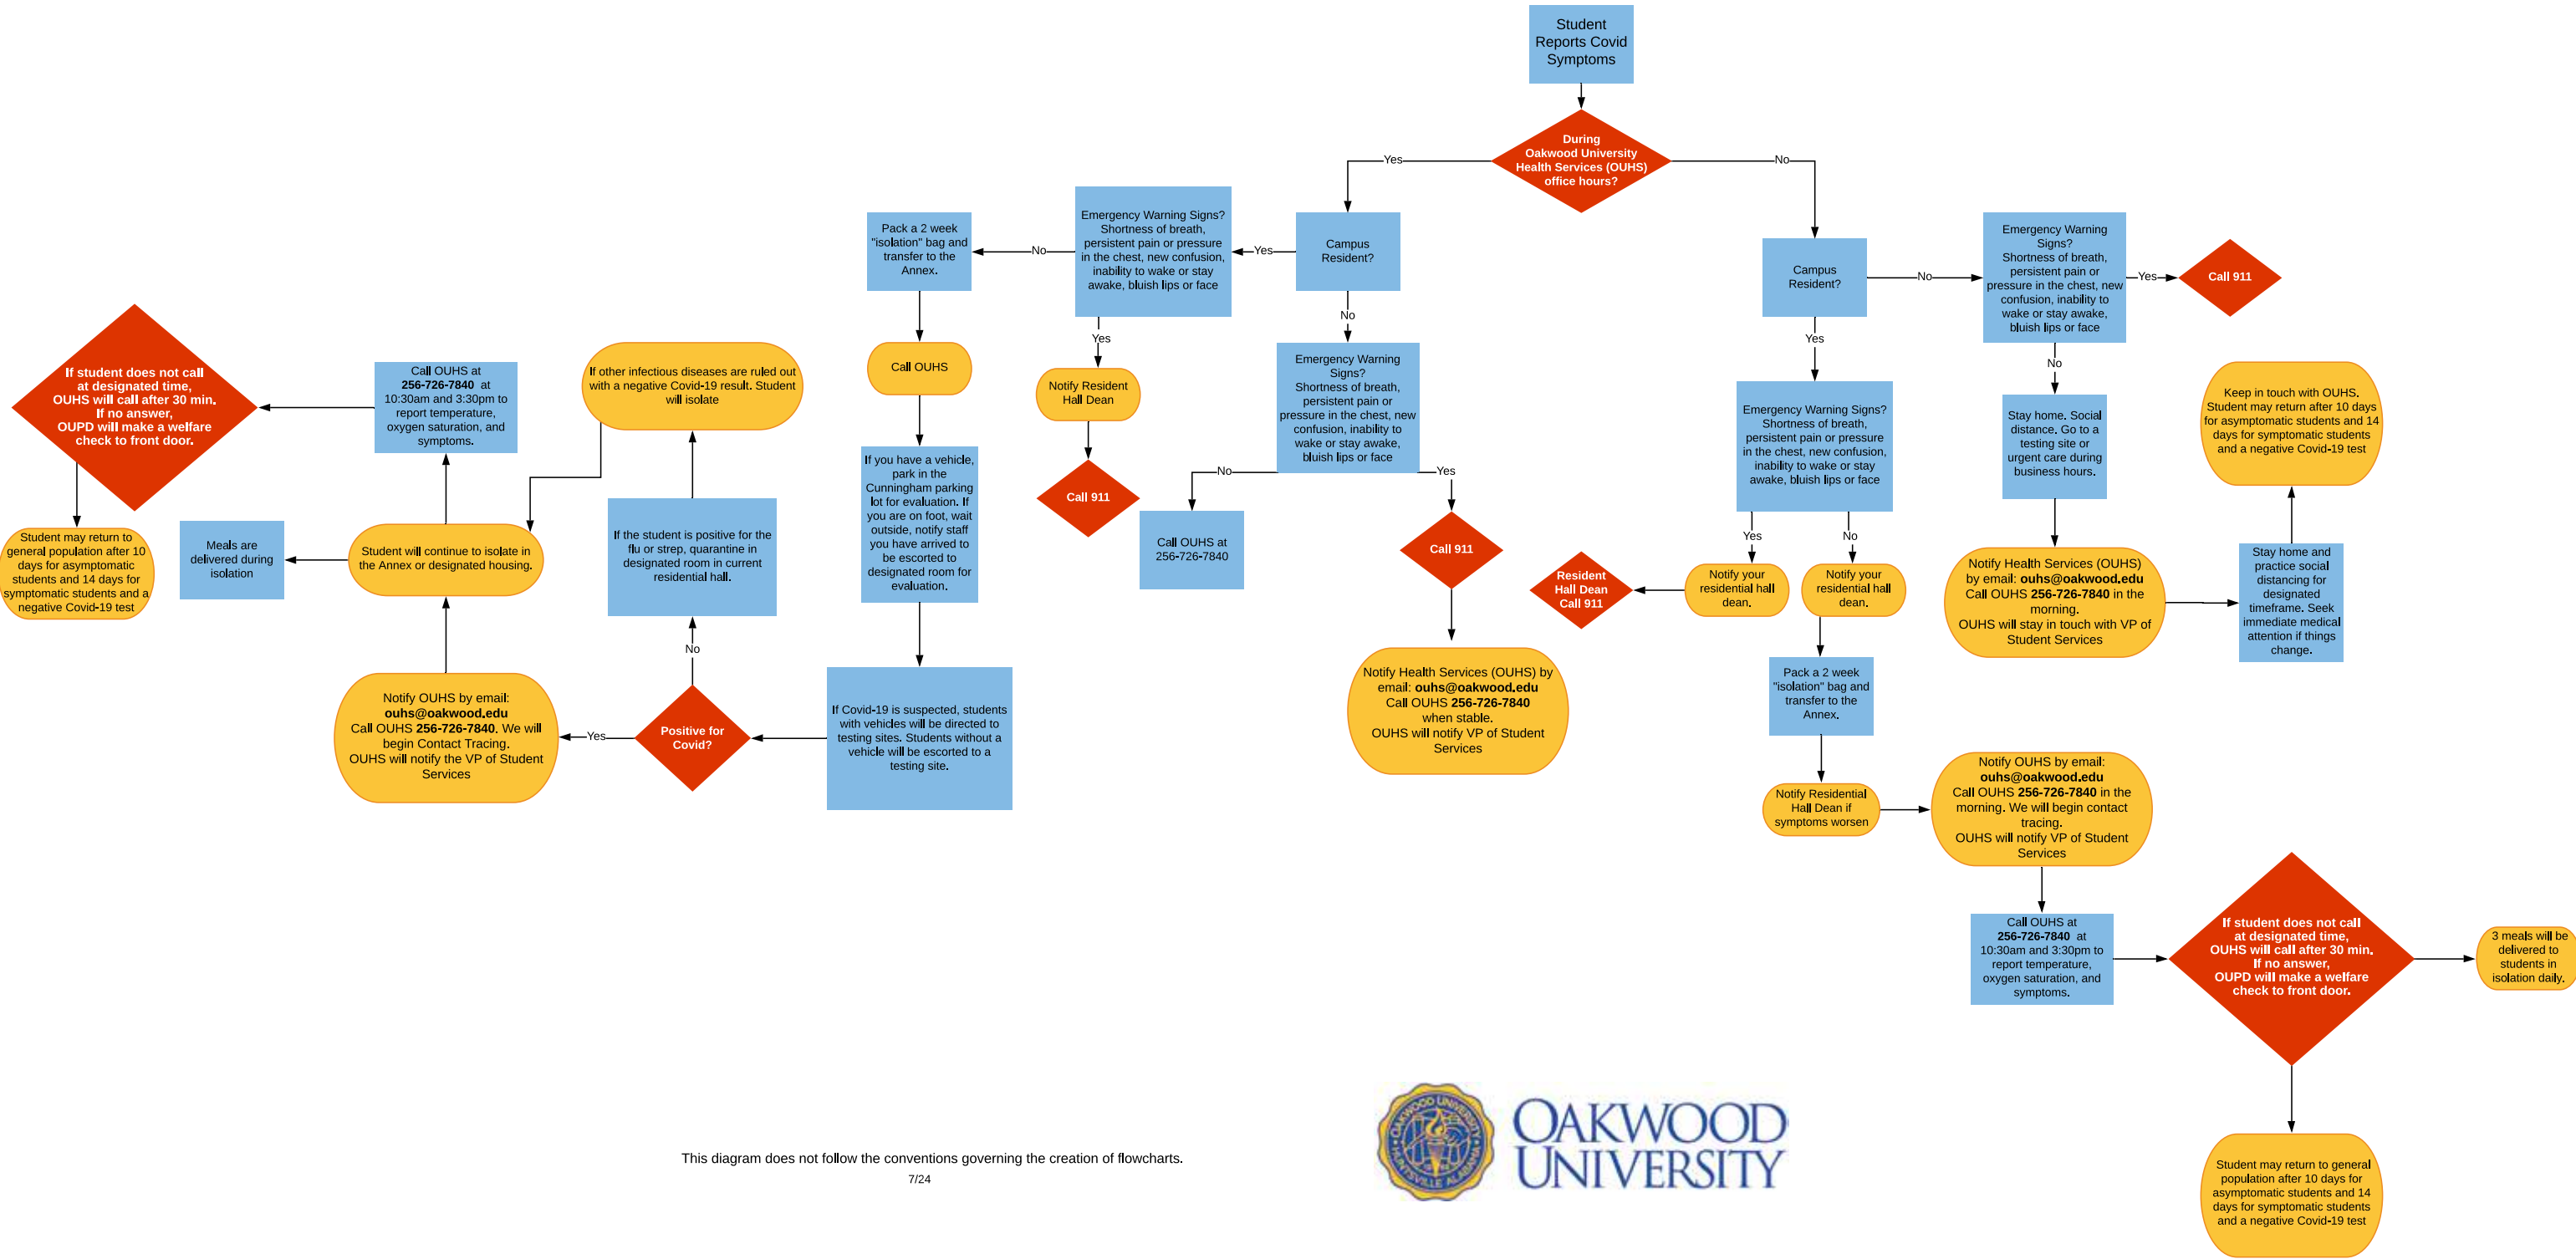 Student
Reports Covid
Symptoms
During
Oakwood University
Health Services (OUHS)
office hours?
Yes
No
Campus
Resident?
Yes
No
Emergency Warning Signs?
Shortness of breath,
persistent pain or pressure
in the chest, new confusion,
inability to wake or stay
awake, bluish lips or face
No
Yes
Pack a 2 week
"isolation" bag and
transfer to the
Annex.
Call OUHS
If you have a vehicle,
park in the
Cunningham parking
lot for evaluation. If
you are on foot, wait
outside, notify staff
you have arrived to
be escorted to
designated room for
evaluation.
If Covid-19 is suspected, students
with vehicles will be directed to
testing sites. Students without a
vehicle will be escorted to a
testing site.
Positive for
Covid?
No
Yes
If the student is positive for the
flu or strep, quarantine in
designated room in current
residential hall.
If other infectious diseases are ruled out
with a negative Covid-19 result. Student
will isolate
Notify OUHS by email:
ouhs@oakwood.edu
Call OUHS 256-726-7840. We will
begin Contact Tracing.
OUHS will notify the VP of Student
Services
Student will continue to isolate in
the Annex or designated housing.
Meals are
delivered during
isolation
Call OUHS at
256-726-7840 at
10:30am and 3:30pm to
report temperature,
oxygen saturation, and
symptoms.
If student does not call
at designated time,
OUHS will call after 30 min.
If no answer,
OUPD will make a welfare
check to front door.
Student may return to
general population after 10
days for asymptomatic
students and 14 days for
symptomatic students and a
negative Covid-19 test
Notify Resident
Hall Dean
Call 911
Emergency Warning
Signs?
Shortness of breath,
persistent pain or
pressure in the chest, new
confusion, inability to
wake or stay awake,
bluish lips or face
No
Yes
Call OUHS at
256-726-7840
Call 911
Notify Health Services (OUHS) by
email: ouhs@oakwood.edu
Call OUHS 256-726-7840
when stable.
OUHS will notify VP of Student
Services
Campus
Resident?
No
Yes
Emergency Warning
Signs?
Shortness of breath,
persistent pain or
pressure in the chest, new
confusion, inability to
wake or stay awake,
bluish lips or face
Yes
No
Call 911
Stay home. Social
distance. Go to a
testing site or
urgent care during
business hours.
Notify Health Services (OUHS)
by email: ouhs@oakwood.edu
Call OUHS 256-726-7840 in the
morning.
OUHS will stay in touch with VP of
Student Services
Stay home and
practice social
distancing for
designated
timeframe. Seek
immediate medical
attention if things
change.
Keep in touch with OUHS.
Student may return after 10 days
for asymptomatic students and 14
days for symptomatic students
and a negative Covid-19 test
Emergency Warning Signs?
Shortness of breath,
persistent pain or pressure
in the chest, new confusion,
inability to wake or stay
awake, bluish lips or face
Yes
No
Notify your
residential hall
dean.
Resident
Hall Dean
Call 911
Notify your
residential hall
dean.
Pack a 2 week
"isolation" bag and
transfer to the
Annex.
Notify Residential
Hall Dean if
symptoms worsen
Notify OUHS by email:
ouhs@oakwood.edu
Call OUHS 256-726-7840 in the
morning. We will begin contact
tracing.
OUHS will notify VP of Student
Services
Call OUHS at
256-726-7840 at
10:30am and 3:30pm to
report temperature,
oxygen saturation, and
symptoms.
If student does not call
at designated time,
OUHS will call after 30 min.
If no answer,
OUPD will make a welfare
check to front door.
3 meals will be
delivered to
students in
isolation daily.
Student may return to general
population after 10 days for
asymptomatic students and 14
days for symptomatic students
and a negative Covid-19 test
This diagram does not follow the conventions governing the creation of flowcharts.
7/24
OAKWOOD UNIVERSITY
HUNTSVILLE ALABAMA
OAKWOOD
UNIVERSITY